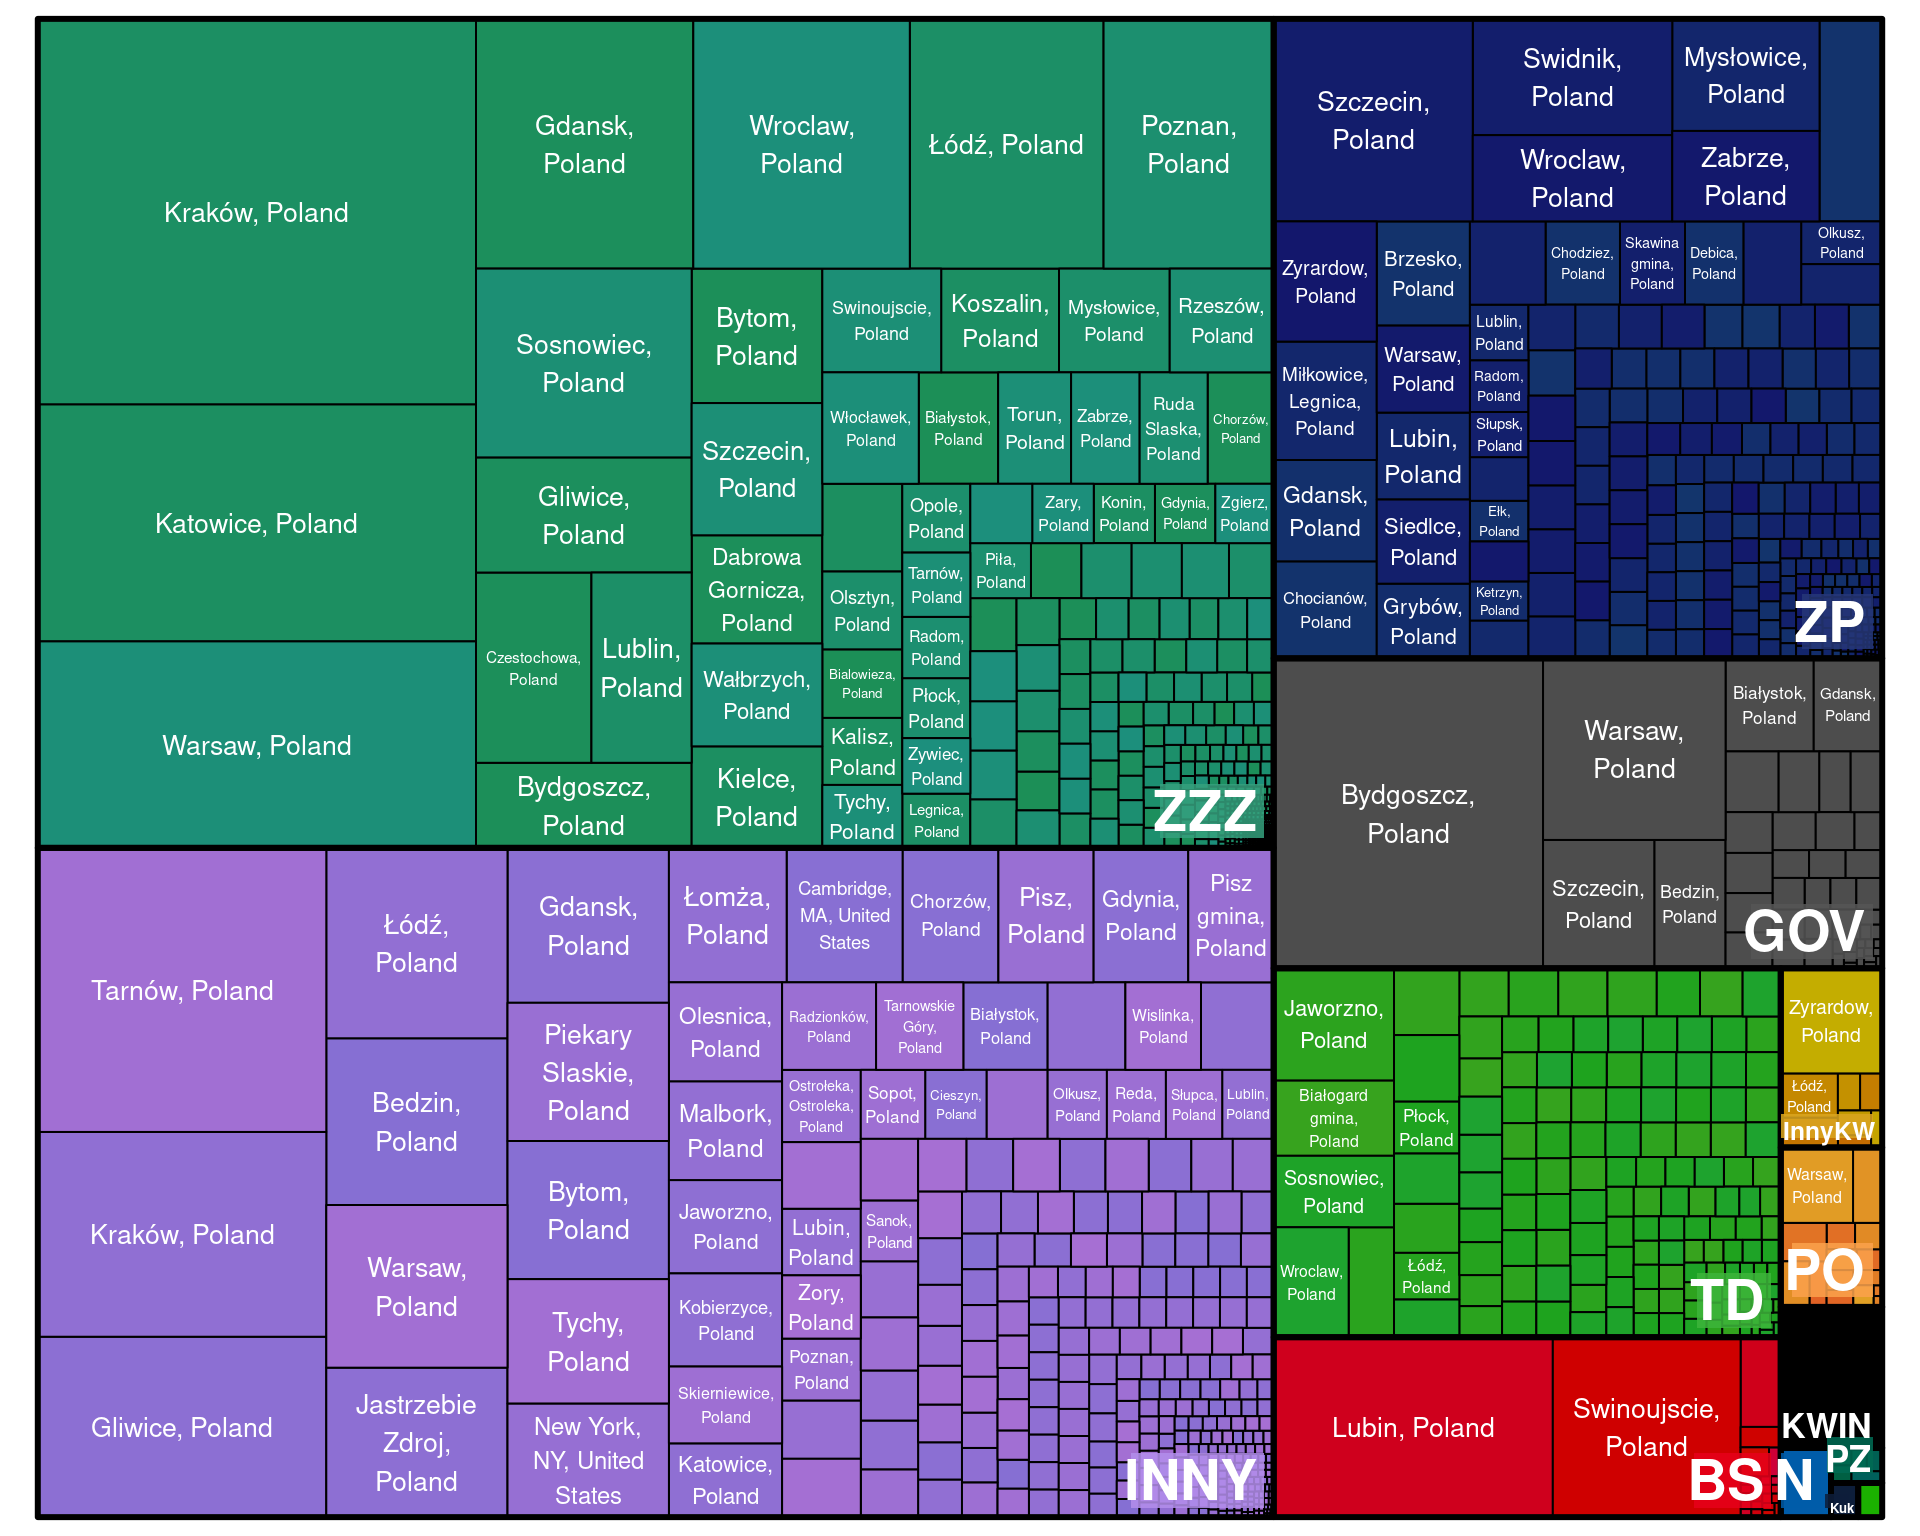 Kraków, Poland
Katowice, Poland
Warsaw, Poland
Gdansk,
Poland
Wroclaw,
Poland
Łódź, Poland
Poznan,
Poland
Sosnowiec,
Poland
Gliwice,
Poland
Czestochowa,
Poland
Lublin,
Poland
Bydgoszcz,
Poland
Bytom,
Poland
Szczecin,
Poland
Dabrowa
Gornicza,
Poland
Wałbrzych,
Poland
Kielce,
Poland
Swinoujscie,
Poland
Koszalin,
Poland
Mysłowice,
Poland
Rzeszów,
Poland
Włocławek,
Poland
Białystok,
Poland
Torun,
Poland
Zabrze,
Poland
Ruda
Slaska,
Poland
Chorzów,
Poland
Olsztyn,
Poland
Bialowieza,
Poland
Kalisz,
Poland
Tychy,
Poland
Opole,
Poland
Tarnów,
Poland
Radom,
Poland
Płock,
Poland
Zywiec,
Poland
Legnica,
Poland
Zary,
Poland
Konin,
Poland
Gdynia,
Poland
Zgierz,
Poland
Piła,
Poland
ZZZ
Szczecin,
Poland
Swidnik,
Poland
Wroclaw,
Poland
Mysłowice,
Poland
Zabrze,
Poland
Zyrardow,
Poland
Miłkowice,
Legnica,
Poland
Gdansk,
Poland
Chocianów,
Poland
Brzesko,
Poland
Warsaw,
Poland
Lubin,
Poland
Siedlce,
Poland
Grybów,
Poland
Chodziez,
Poland
Skawina
gmina,
Poland
Debica,
Poland
Olkusz,
Poland
Lublin,
Poland
Radom,
Poland
Słupsk,
Poland
Ełk,
Poland
Ketrzyn,
Poland
ZP
Bydgoszcz,
Poland
Warsaw,
Poland
Szczecin,
Poland
Bedzin,
Poland
Białystok,
Poland
Gdansk,
Poland
GOV
Tarnów, Poland
Kraków, Poland
Gliwice, Poland
Łódź,
Poland
Bedzin,
Poland
Warsaw,
Poland
Jastrzebie
Zdroj,
Poland
Gdansk,
Poland
Piekary
Slaskie,
Poland
Bytom,
Poland
Tychy,
Poland
New York,
NY, United
States
Łomża,
Poland
Cambridge,
MA, United
States
Chorzów,
Poland
Pisz,
Poland
Gdynia,
Poland
Pisz
gmina,
Poland
Olesnica,
Poland
Malbork,
Poland
Jaworzno,
Poland
Kobierzyce,
Poland
Skierniewice,
Poland
Katowice,
Poland
Radzionków,
Poland
Tarnowskie
Góry,
Poland
Białystok,
Poland
Wislinka,
Poland
Ostrołeka,
Ostroleka,
Poland
Sopot,
Poland
Cieszyn,
Poland
Olkusz,
Poland
Reda,
Poland
Słupca,
Poland
Lublin,
Poland
Lubin,
Poland
Zory,
Poland
Poznan,
Poland
Sanok,
Poland
INNY
Jaworzno,
Poland
Białogard
gmina,
Poland
Sosnowiec,
Poland
Wroclaw,
Poland
Płock,
Poland
Łódź,
Poland
TD
Zyrardow,
Poland
Łódź,
Poland
InnyKW
Warsaw,
Poland
PO
Lubin, Poland
Swinoujscie,
Poland
BS
KWIN
PZ
N
Kuk